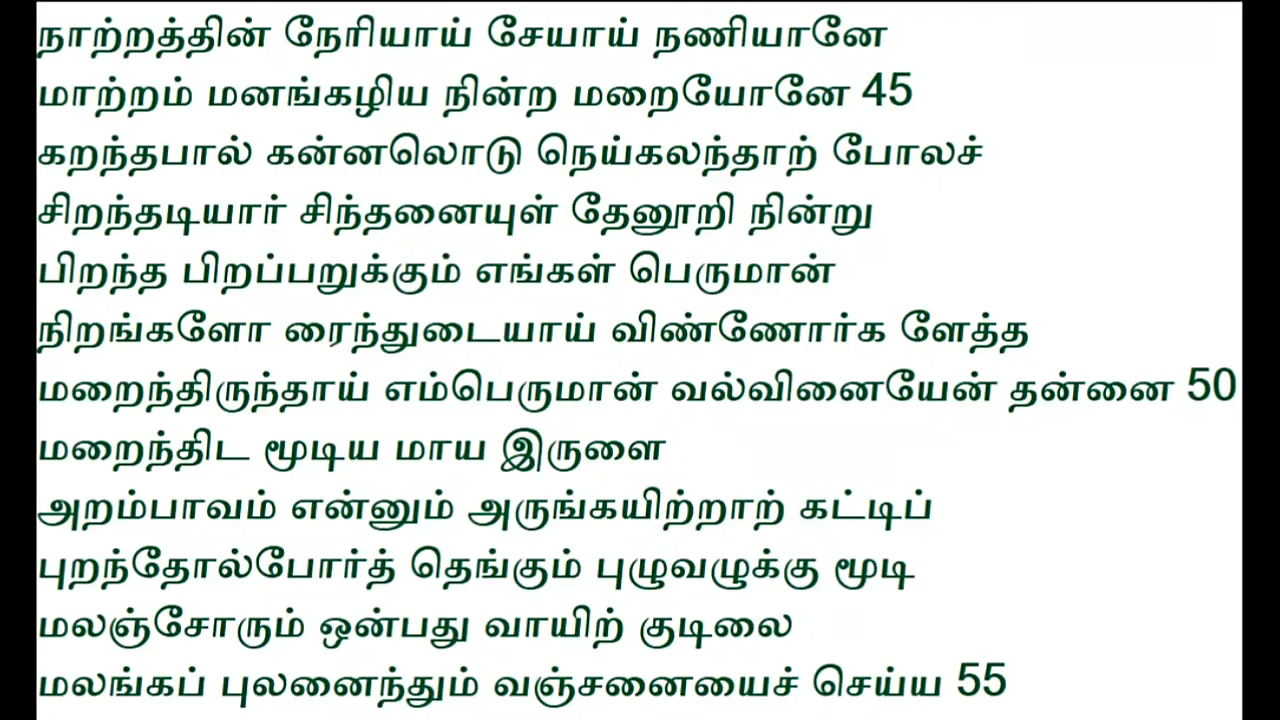 நாற்றத்தின் நேரியாய் சேயாய் நணியானே
மாற்றம் மனங்கழிய நின்ற மறையோனே 45
கறந்தபால் கன்னலொடு நெய்கலந்தாற் போலச்
சிறந்தடியார் சிந்தனையுள் தேனூறி நின்று
பிறந்த பிறப்பறுக்கும் எங்கள் பெருமான்
நிறங்களோ ரைந்துடையாய் விண்ணோர்க ளேத்த
மறைந்திருந்தாய் எம்பெருமான் வல்வினையேன் தன்னை 50
மறைந்திட மூடிய மாய இருளை
அறம்பாவம் என்னும் அருங்கயிற்றாற் கட்டிப்
புறந்தோல்போர்த் தெங்கும் புழுவழுக்கு மூடி
மலஞ்சோரும் ஒன்பது வாயிற் குடிலை
மலங்கப் புலனைந்தும் வஞ்சனையைச் செய்ய 55